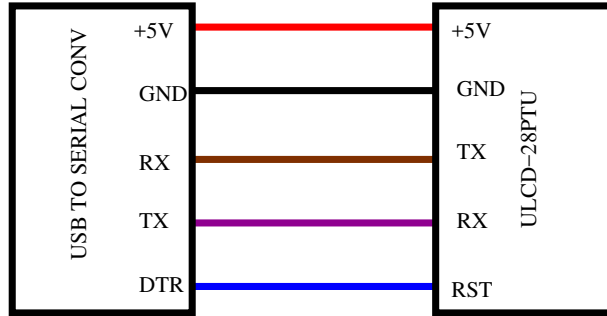 USB TO SERIAL CONV
+5V
GND
RX
TX
DTR
+5V
GND
TX
RX
RST
ULCD−28PTU